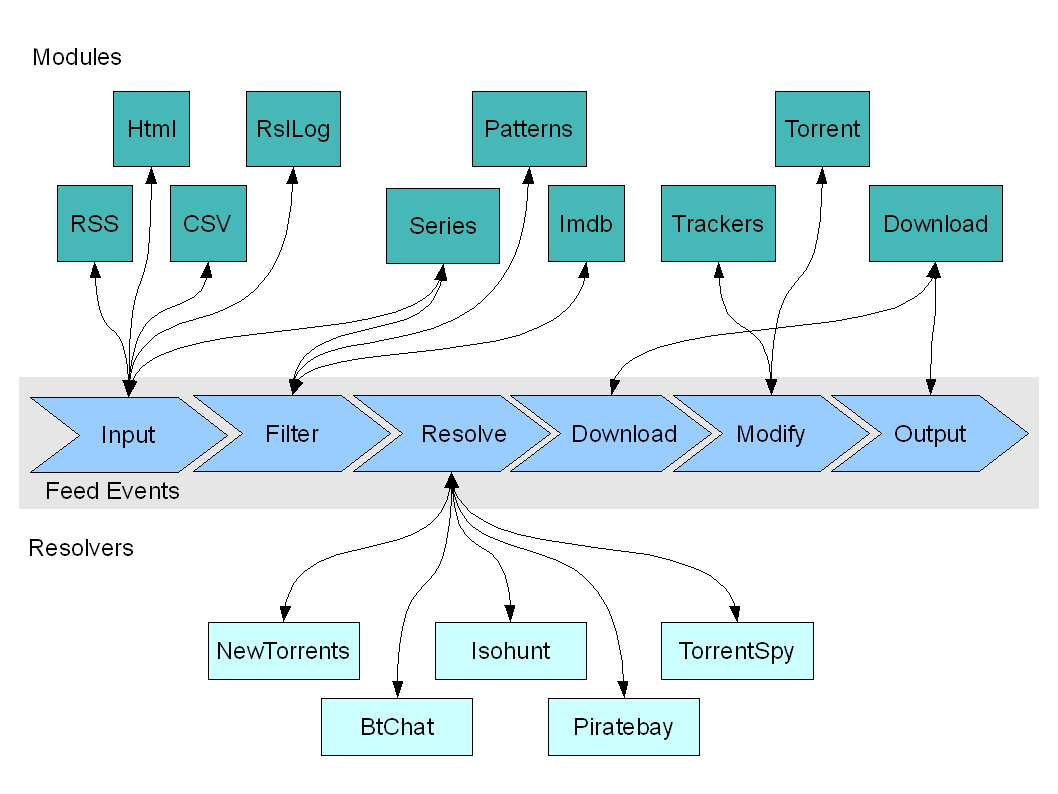 Modules
Html
RslLog
Patterns
Torrent
RSS
CSV
Series
Imdb
Trackers
Download
Input
Filter
Resolve
Download
Modify
Output
Feed Events
Resolvers
NewTorrents
Isohunt
TorrentSpy
BtChat
Piratebay